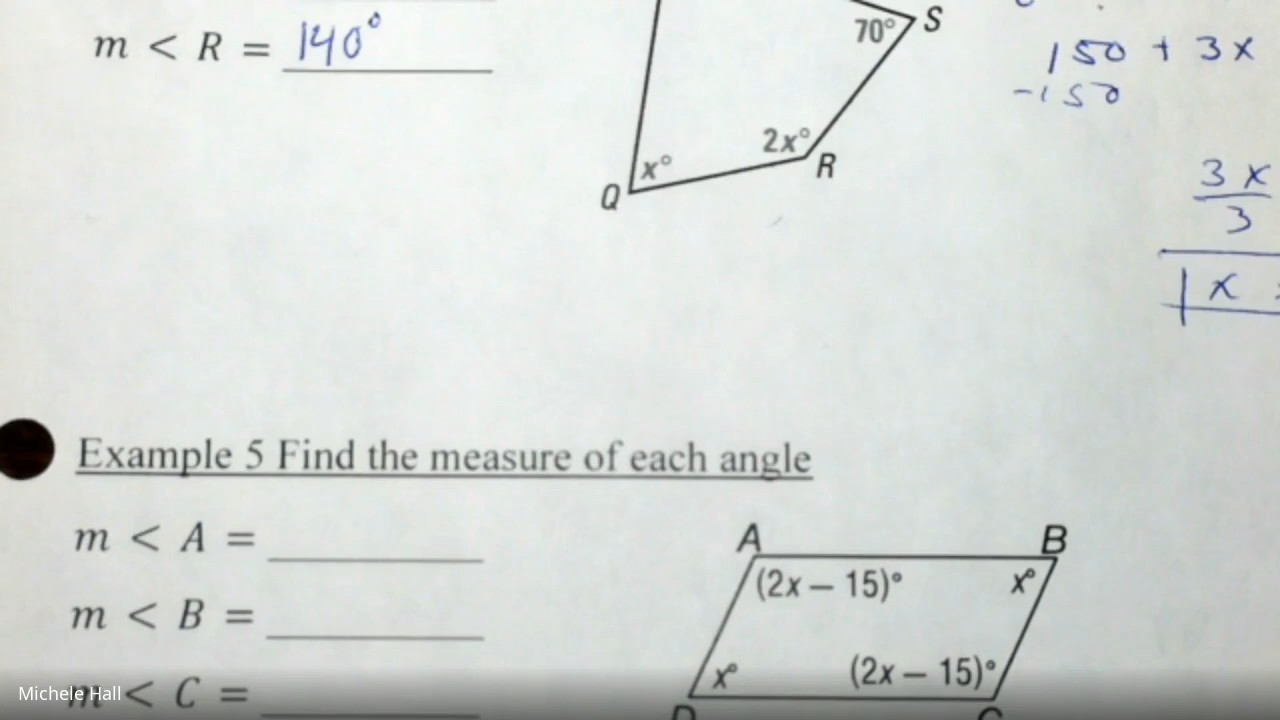 m < R = 140°
70° S
2x°
R
x°
Q
150 + 3x
-150
3x
3
x
Example 5 Find the measure of each angle
m < A =
m < B =
m < C =
A B
(2x – 15)° x°
x° (2x – 15)°
D C
Michele Hall